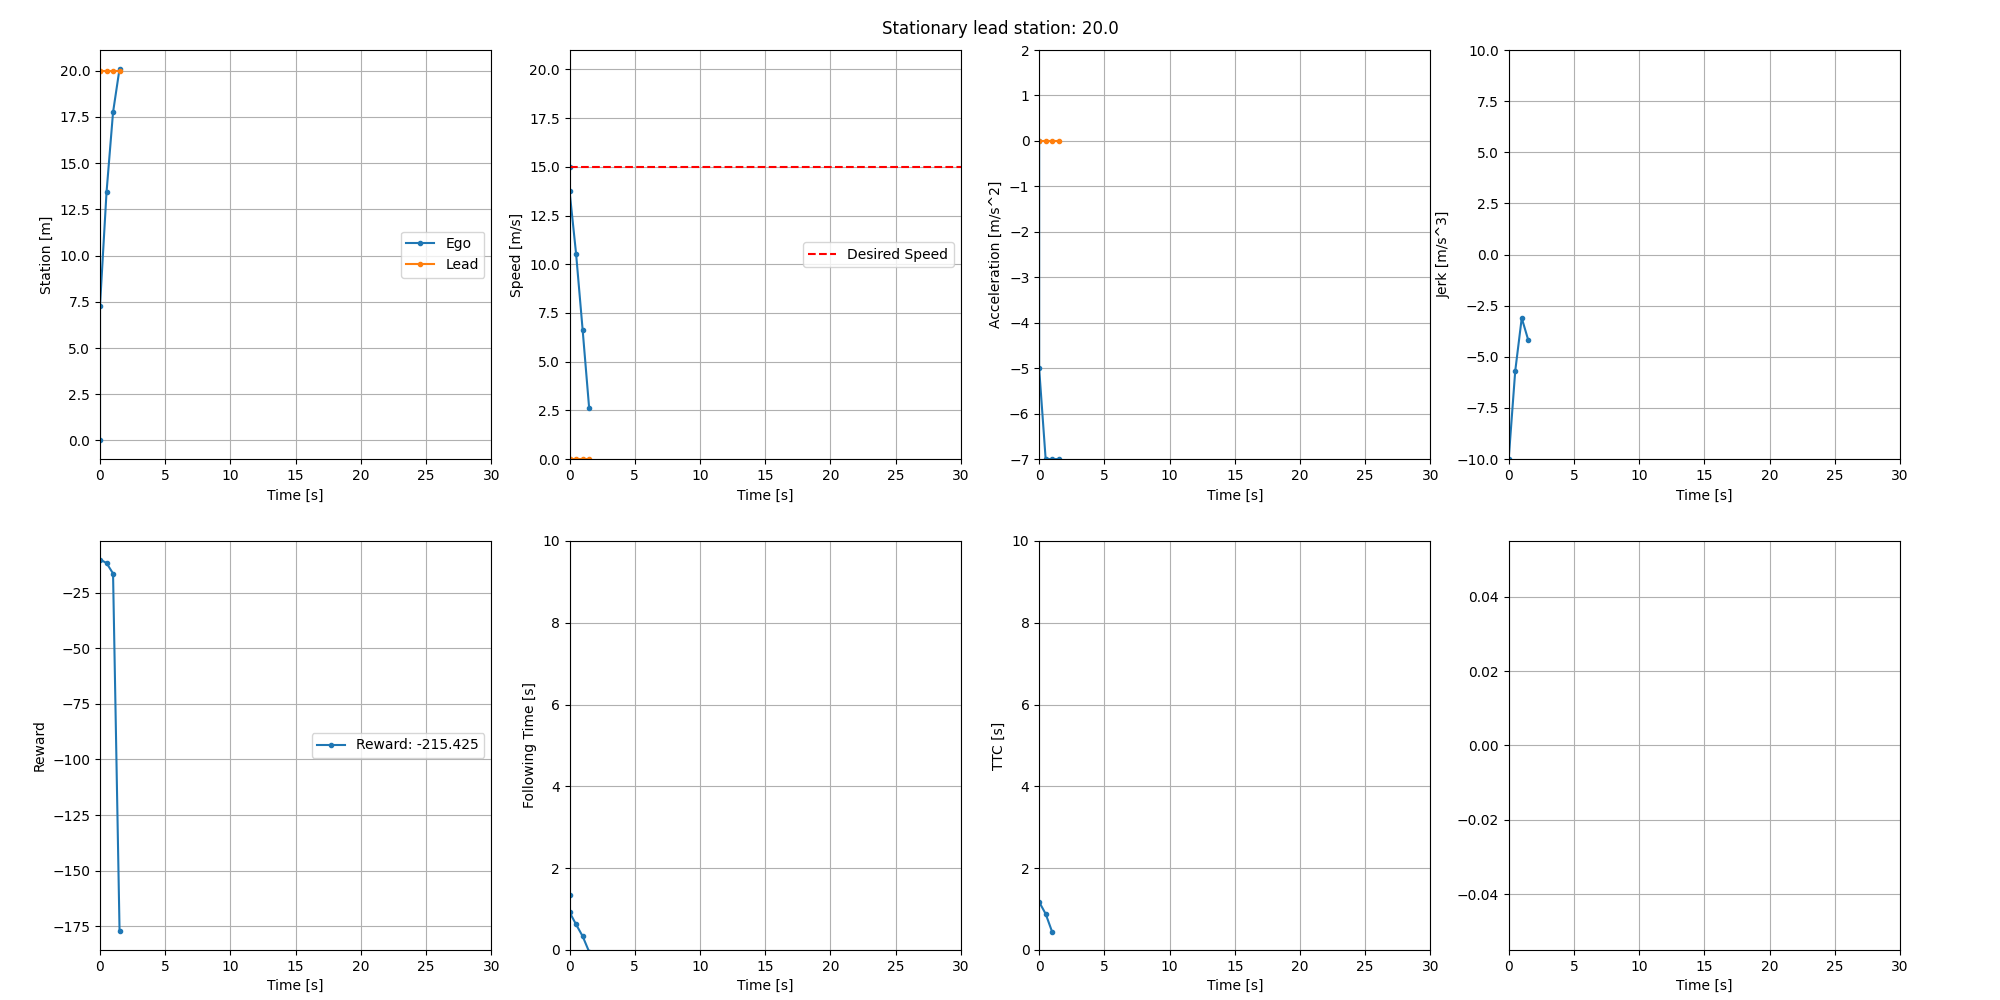 Stationary lead station: 20.0
20.0
17.5
15.0
12.5
10.0
7.5
5.0
2.5
0.0
Station [m]
Ego
Lead
0 5 10 15 20 25 30
Time [s]
20.0
17.5
15.0
12.5
10.0
7.5
5.0
2.5
0.0
Speed [m/s]
Desired Speed
0 5 10 15 20 25 30
Time [s]
2
1
0
−1
−2
−3
−4
−5
−6
−7
Acceleration [m/s^2]
0 5 10 15 20 25 30
Time [s]
10.0
7.5
5.0
2.5
0.0
−2.5
−5.0
−7.5
−10.0
Jerk [m/s^3]
0 5 10 15 20 25 30
Time [s]
−25
−50
−75
−100
−125
−150
−175
Reward
Reward: -215.425
0 5 10 15 20 25 30
Time [s]
10
8
6
4
2
0
Following Time [s]
0 5 10 15 20 25 30
Time [s]
10
8
6
4
2
0
TTC [s]
0 5 10 15 20 25 30
Time [s]
0.04
0.02
0.00
−0.02
−0.04
0 5 10 15 20 25 30
Time [s]